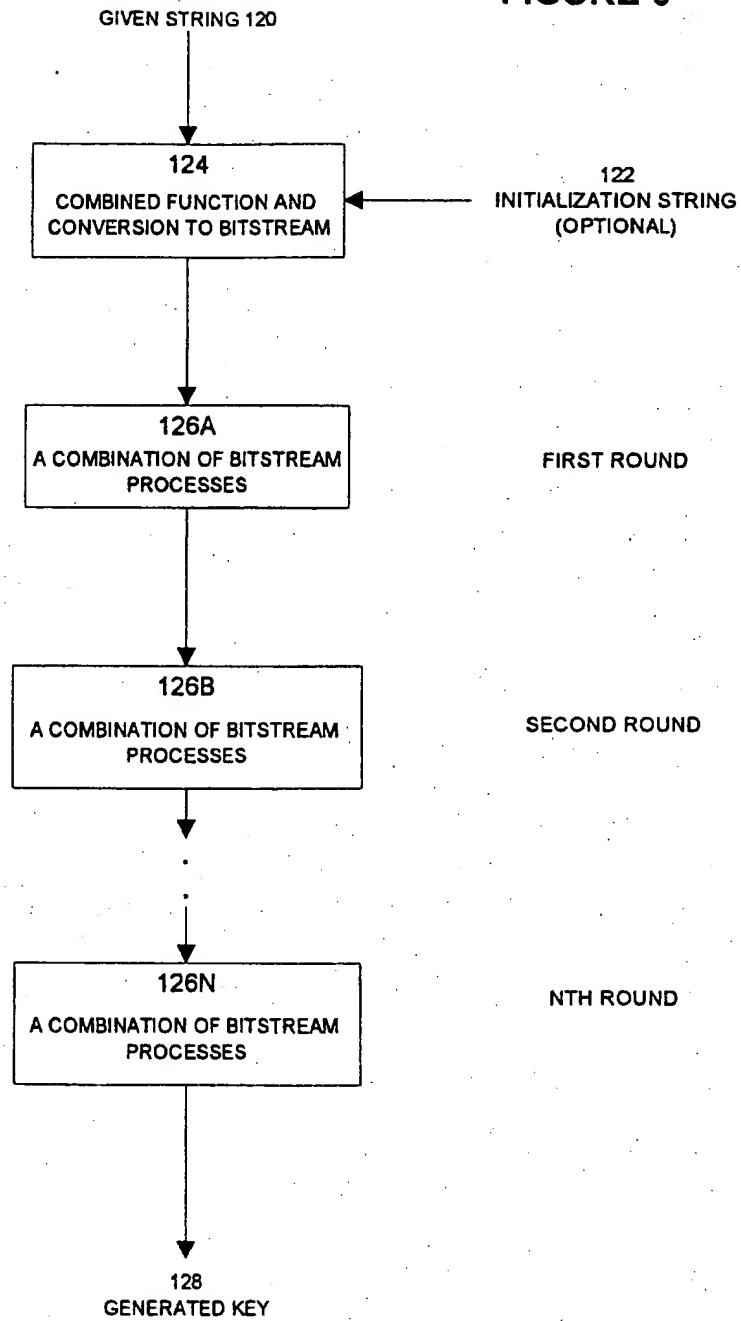 GIVEN STRING 120
124
COMBINED FUNCTION AND
CONVERSION TO BITSTREAM
122
INITIALIZATION STRING
(OPTIONAL)
126A
A COMBINATION OF BITSTREAM
PROCESSES
FIRST ROUND
126B
A COMBINATION OF BITSTREAM
PROCESSES
SECOND ROUND
126N
A COMBINATION OF BITSTREAM
PROCESSES
NTH ROUND
128
GENERATED KEY